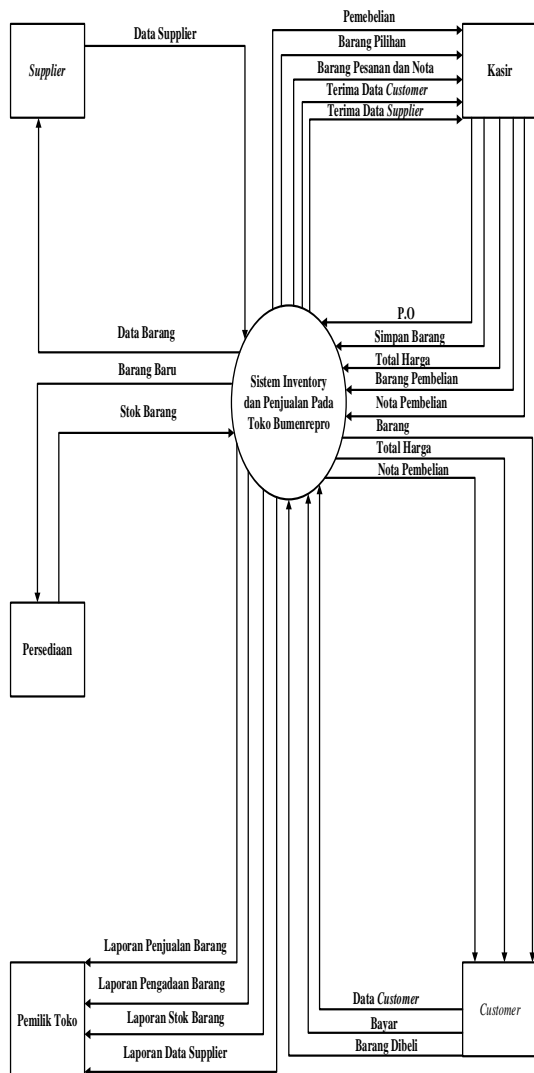 Data Supplier
Supplier
Pemebelian
Barang Pilihan
Barang Pesanan dan Nota
Terima Data Customer
Terima Data Supplier
Kasir
P.O
Simpan Barang
Total Harga
Barang Pembelian
Nota Pembelian
Data Barang
Barang Baru
Stok Barang
Sistem Inventory
dan Penjualan Pada
Toko Bumenrepro
Barang
Total Harga
Nota Pembelian
Persediaan
Laporan Penjualan Barang
Laporan Pengadaan Barang
Laporan Stok Barang
Laporan Data Supplier
Pemilik Toko
Data Customer
Bayar
Barang Dibeli
Customer